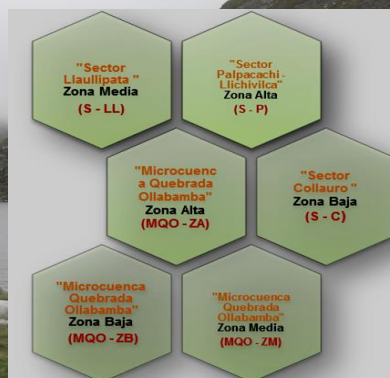 "Sector
Llaullipata "
Zona Media
(S - LL)
"Sector
Palpacachi -
Llichivilca"
Zona Alta
(S - P)
"Microcuenc
a Quebrada
Ollabamba"
Zona Alta
(MQO - ZA)
"Sector
Collauro "
Zona Baja
(S - C)
"Microcuenca
Quebrada
Ollabamba"
Zona Baja
(MQO - ZB)
"Microcuenca
Quebrada
Ollabamba"
Zona Media
(MQO - ZM)